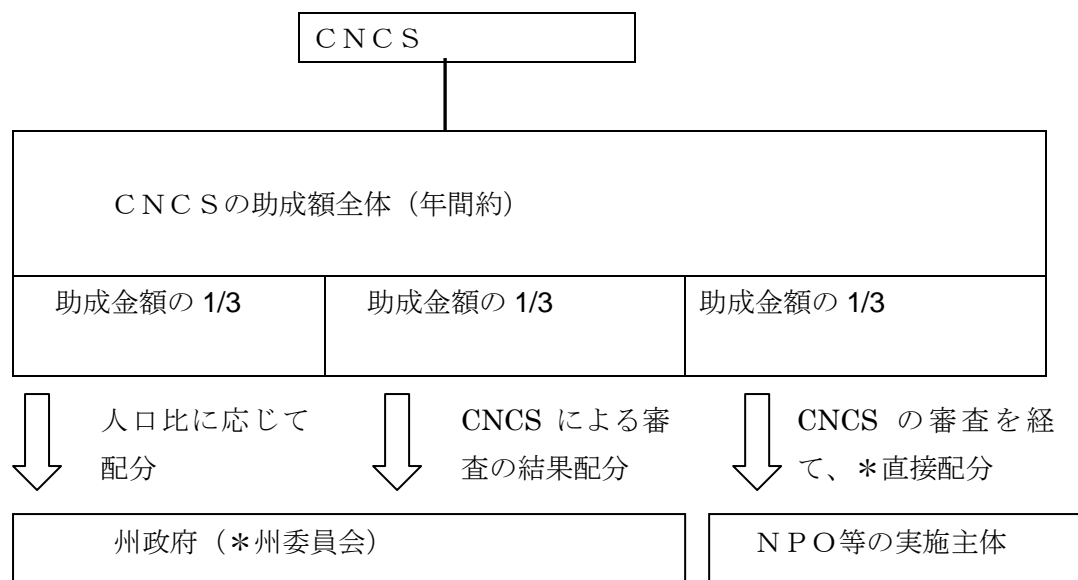 ＣＮＣＳ
ＣＮＣＳの助成額全体（年間約）
助成金額の 1/3
助成金額の 1/3
助成金額の 1/3
人口比に応じて
配分
CNCS による審
査の結果配分
CNCS の審査を経
て、＊直接配分
州政府（＊州委員会）
ＮＰＯ等の実施主体